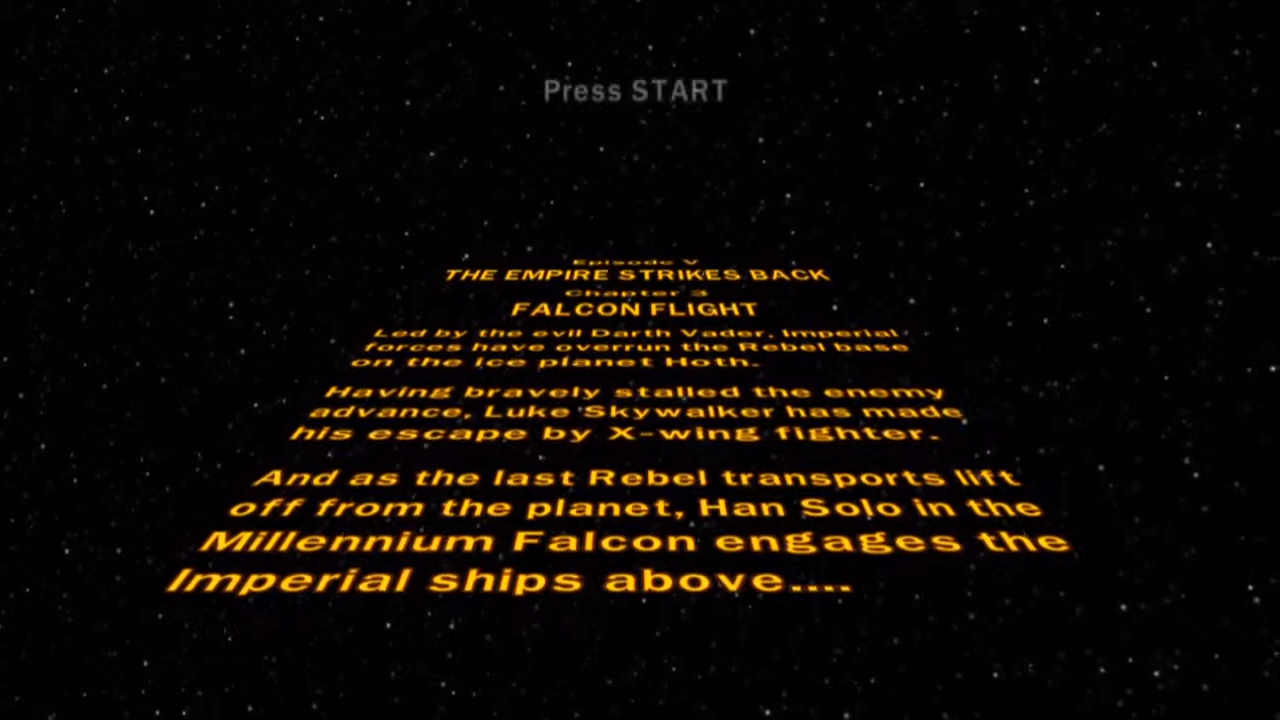 Press START
Episode V
THE EMPIRE STRIKES BACK
Chapter 3
FALCON FLIGHT
Led by the evil Darth Vader, Imperial
forces have overrun the Rebel base
on the ice planet Hoth.
Having bravely stalled the enemy
advance, Luke Skywalker has made
his escape by X-wing fighter.
And as the last Rebel transports lift
off from the planet, Han Solo in the
Millennium Falcon engages the
Imperial ships above....